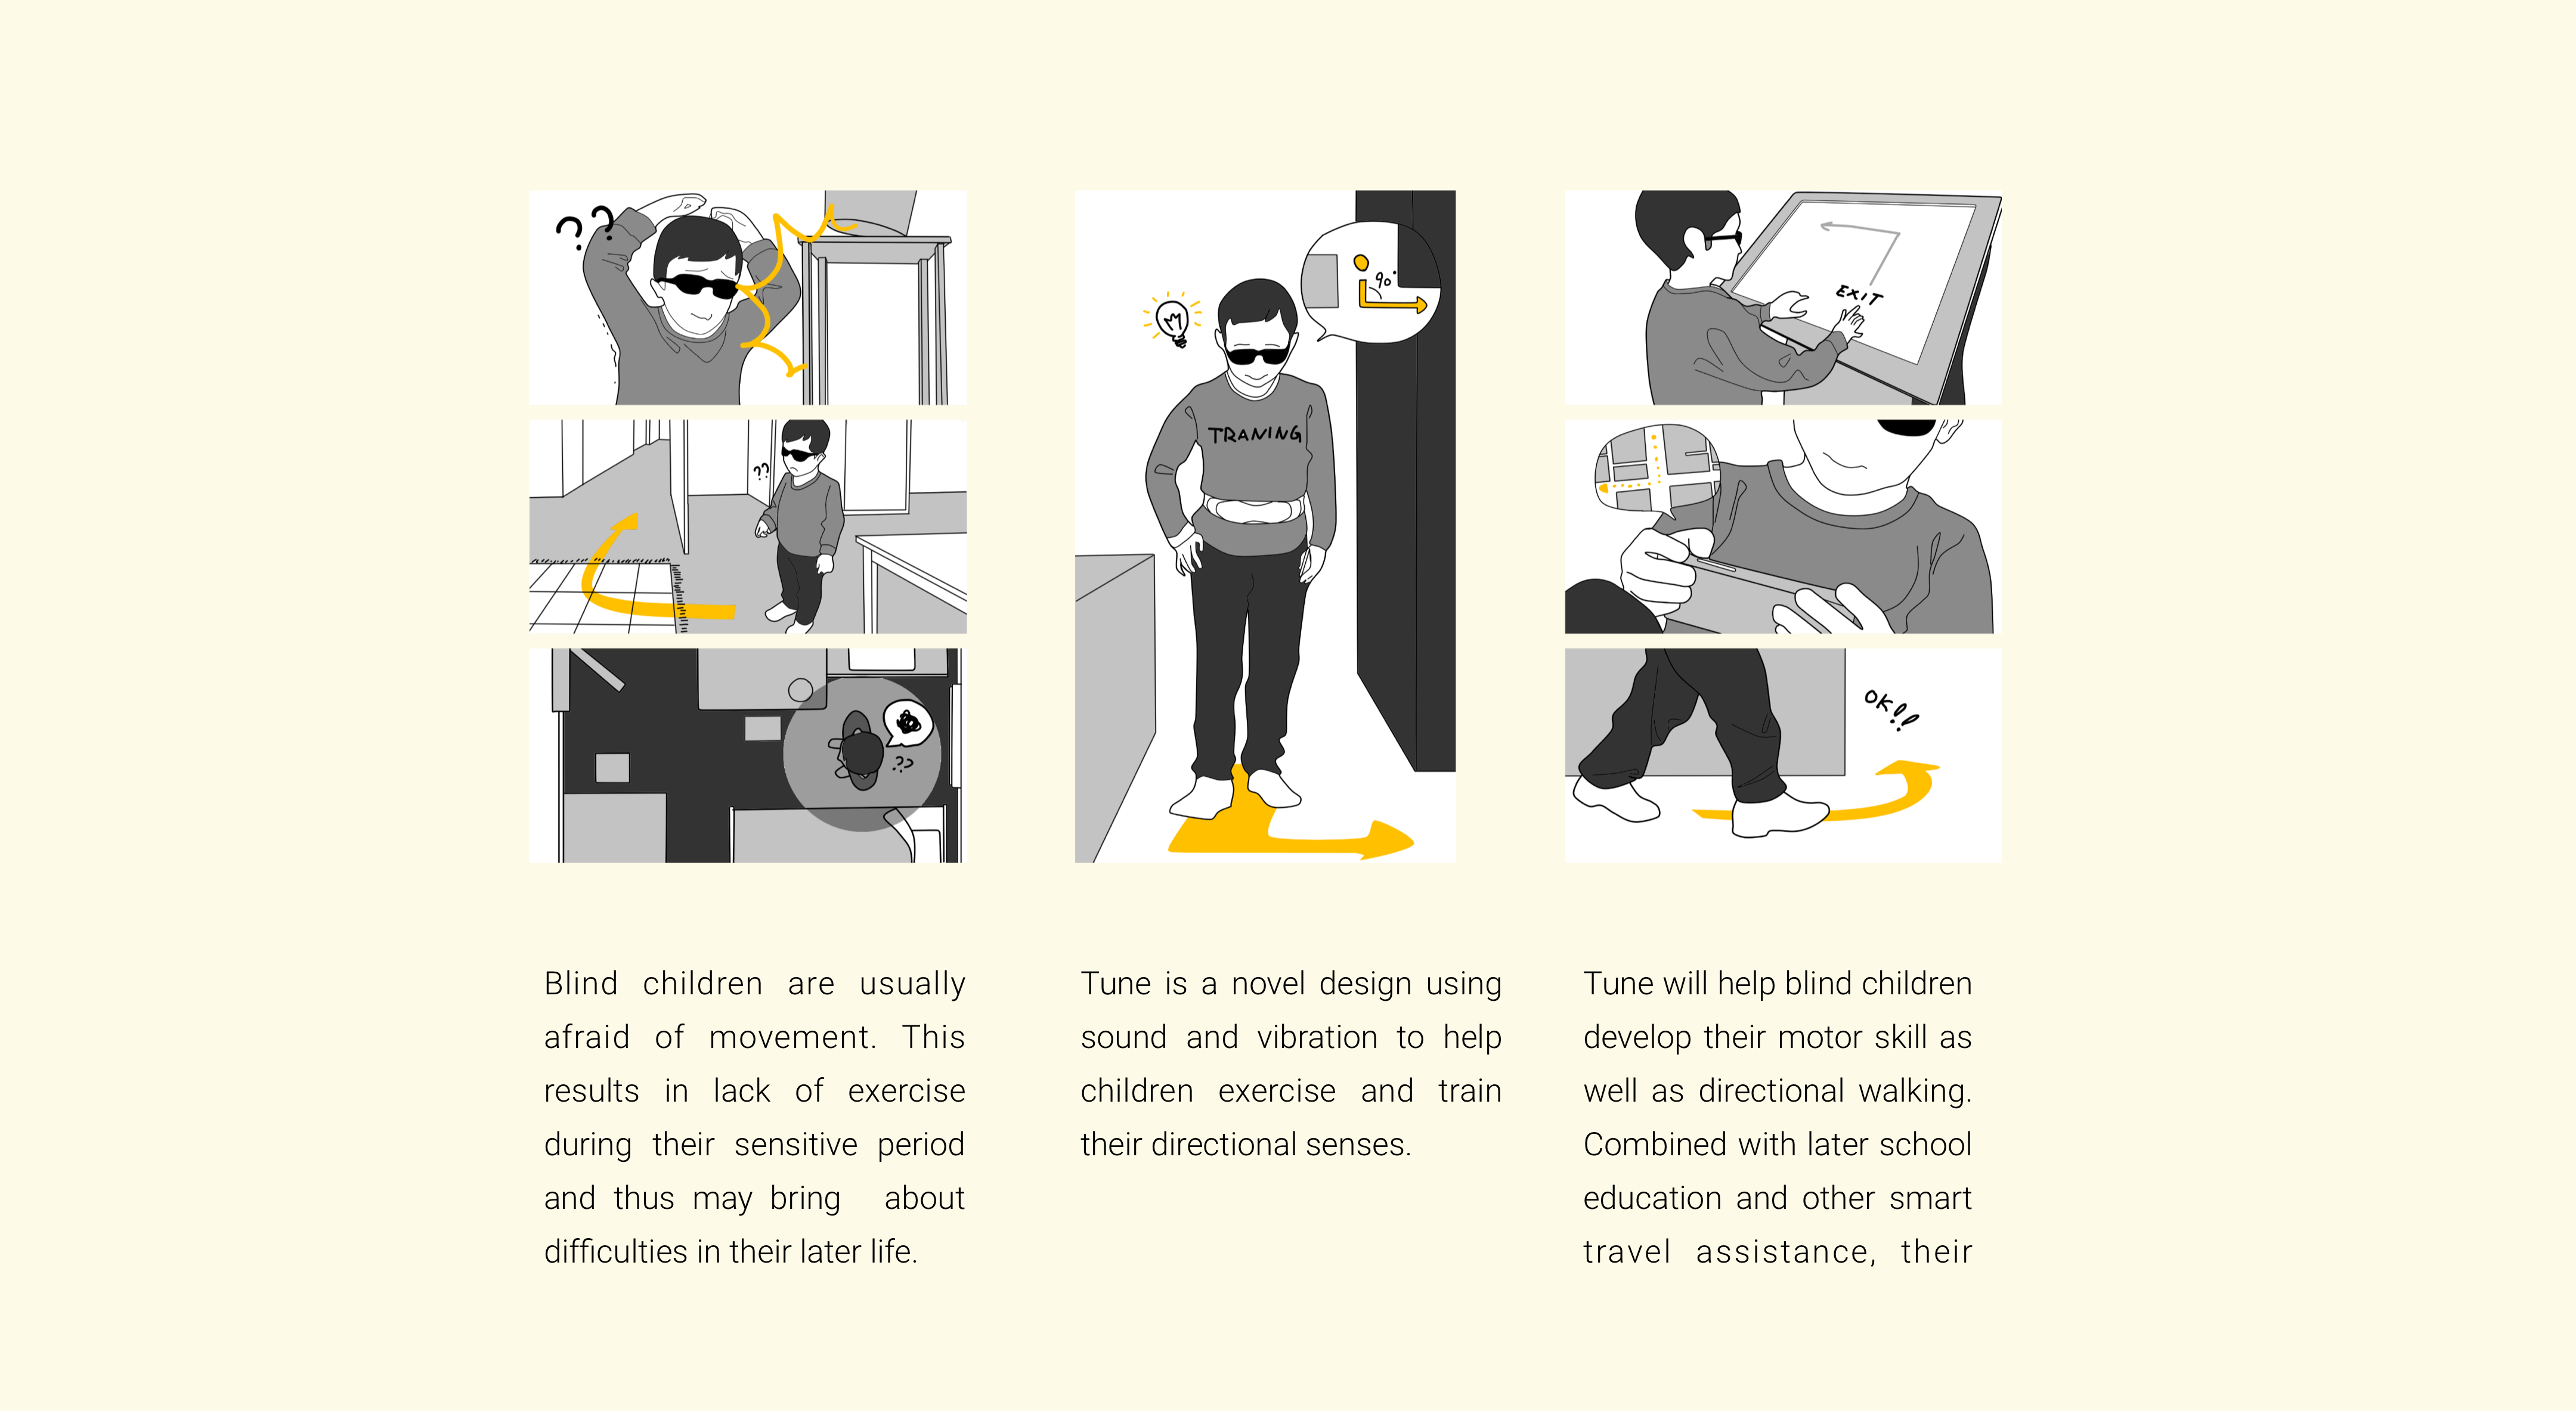 ??
??
??
TRANING
90°
EXIT
OK!!
Blind children are usually
afraid of movement. This
results in lack of exercise
during their sensitive period
and thus may bring about
difficulties in their later life.
Tune is a novel design using
sound and vibration to help
children exercise and train
their directional senses.
Tune will help blind children
develop their motor skill as
well as directional walking.
Combined with later school
education and other smart
travel assistance, their